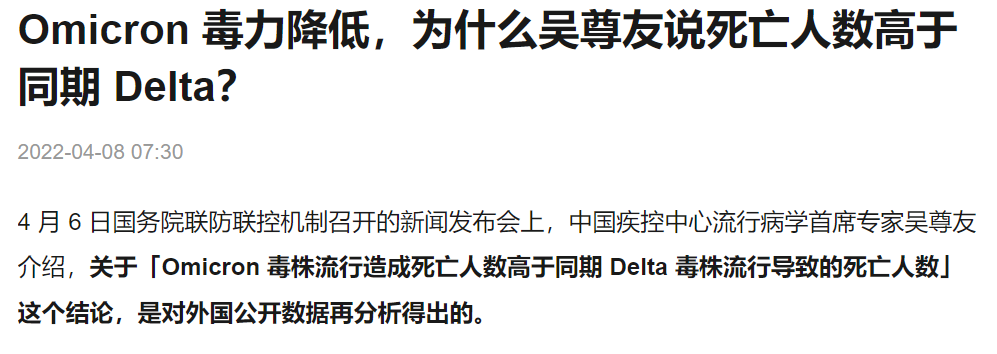 Omicron 毒力降低，为什么吴尊友说死亡人数高于
同期 Delta？
2022-04-08 07:30
4 月 6 日国务院联防联控机制召开的新闻发布会上，中国疾控中心流行病学首席专家吴尊友
介绍，关于「Omicron 毒株流行造成死亡人数高于同期 Delta 毒株流行导致的死亡人数」
这个结论，是对外国公开数据再分析得出的。